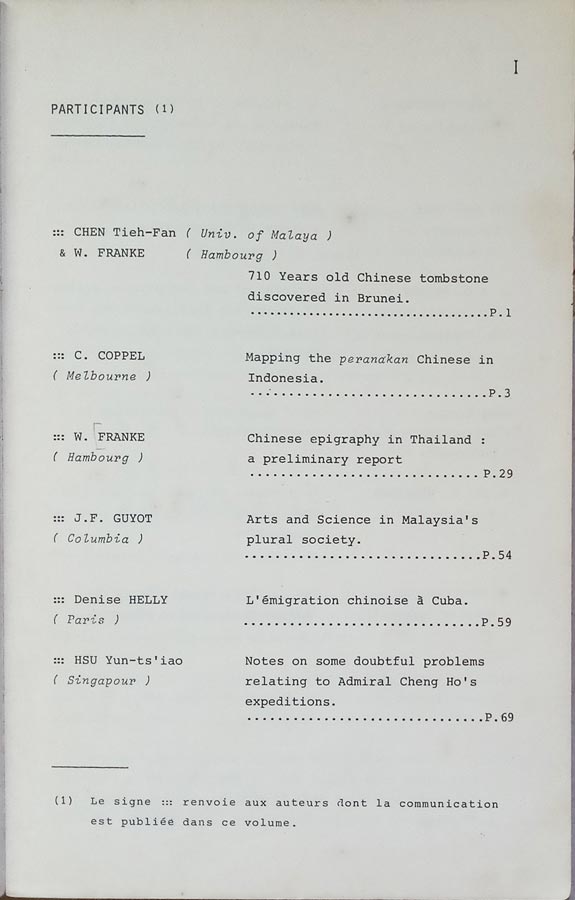 I
PARTICIPANTS (1)
::: CHEN Tieh-Fan ( Univ. of Malaya )
& W. FRANKE ( Hambourg )
710 Years old Chinese tombstone
discovered in Brunei.
....................................P.1
::: C. COPPEL Mapping the peranakan Chinese in
( Melbourne ) Indonesia.
...............................P.3
::: W. FRANKE Chinese epigraphy in Thailand :
( Hambourg ) a preliminary report
.............................. P.29
::: J.F. GUYOT Arts and Science in Malaysia's
( Columbia ) plural society.
...............................P.54
::: Denise HELLY L'émigration chinoise à Cuba.
( Paris ) ...............................P.59
::: HSU Yun-ts'iao Notes on some doubtful problems
( Singapour ) relating to Admiral Cheng Ho's
expeditions.
...............................P.69
(1) Le signe ::: renvoie aux auteurs dont la communication
est publiée dans ce volume.